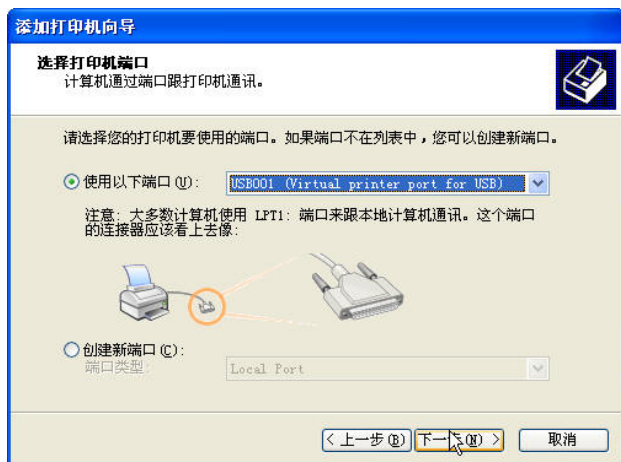 添加打印机向导
选择打印机端口
计算机通过端口跟打印机通讯。
请选择您的打印机要使用的端口。如果端口不在列表中，您可以创建新端口。
使用以下端口(U): USB001 (Virtual printer port for USB)
注意: 大多数计算机使用 LPT1: 端口来跟本地计算机通讯。这个端口
的连接器应该看上去像:
创建新端口(C):
端口类型: Local Port
< 上一步(B) 下一步(N) > 取消